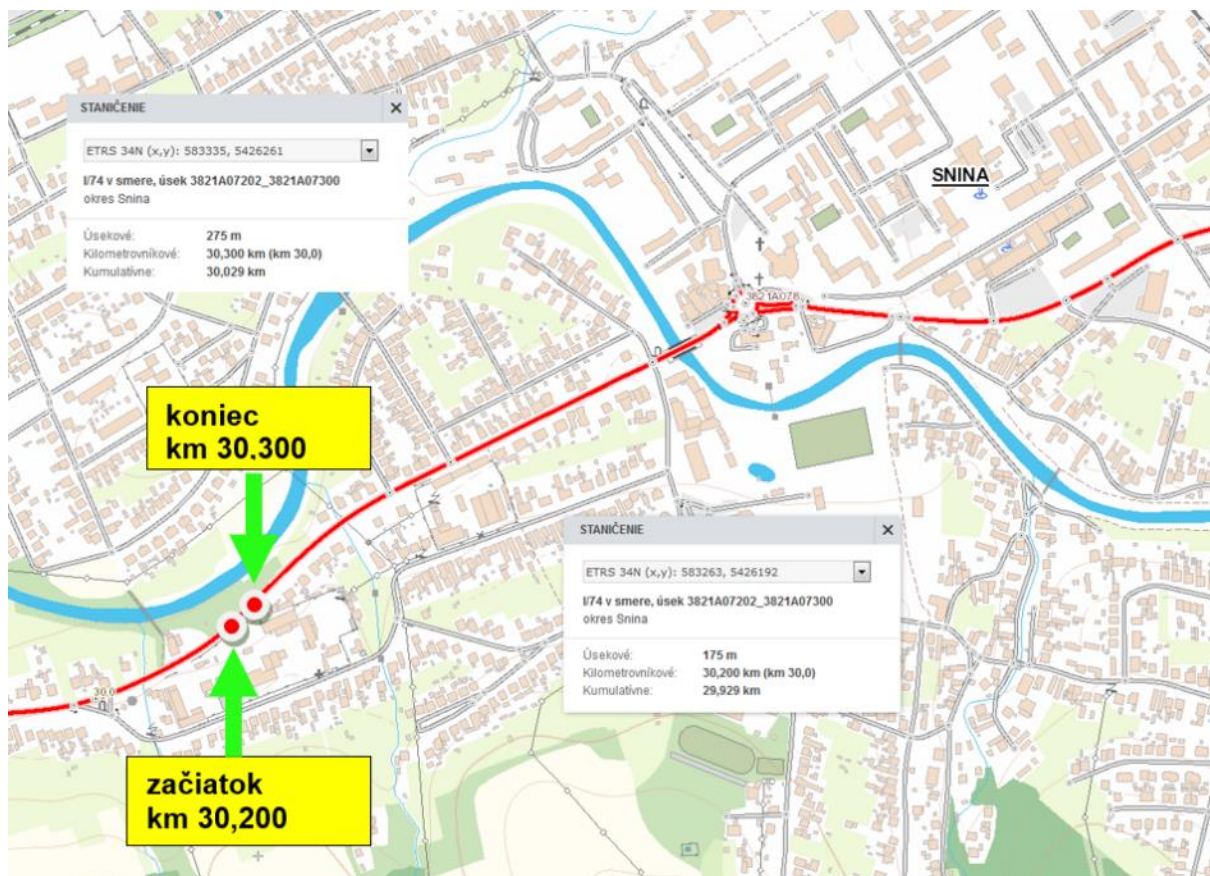 STANIČENIE
ETRS 34N (x,y): 583335, 5426261
I/74 v smere, úsek 3821A07202_3821A07300
okres Snina
Úsekové: 275 m
Kilometrovníkové: 30,300 km (km 30,0)
Kumulatívne: 30,029 km
SNINA
3821A078
koniec
km 30.300
STANIČENIE
ETRS 34N (x,y): 583263, 5426192
I/74 v smere, úsek 3821A07202_3821A07300
okres Snina
Úsekové: 175 m
Kilometrovníkové: 30,200 km (km 30,0)
Kumulatívne: 29,929 km
30.0
začiatok
km 30,200